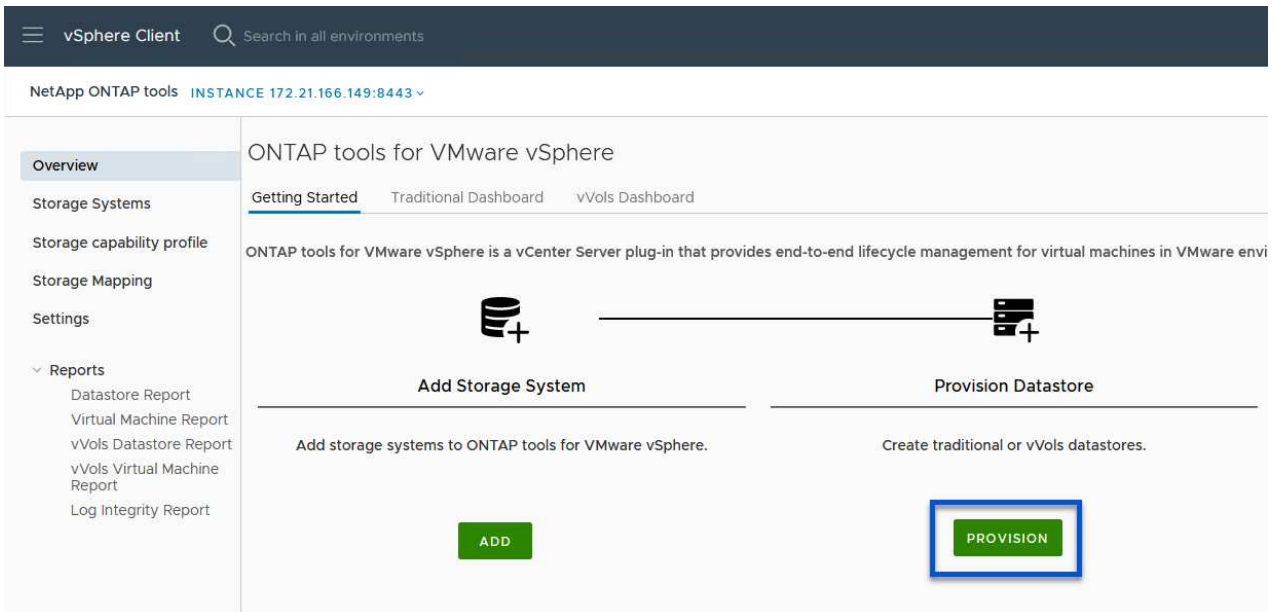 vSphere Client
Search in all environments
NetApp ONTAP tools INSTANCE 172.21.166.149:8443
Overview
Storage Systems
Storage capability profile
Storage Mapping
Settings
Reports
Datastore Report
Virtual Machine Report
vVols Datastore Report
vVols Virtual Machine
Report
Log Integrity Report
ONTAP tools for VMware vSphere
Getting Started Traditional Dashboard vVols Dashboard
ONTAP tools for VMware vSphere is a vCenter Server plug-in that provides end-to-end lifecycle management for virtual machines in VMware envi
Add Storage System
Add storage systems to ONTAP tools for VMware vSphere.
ADD
Provision Datastore
Create traditional or vVols datastores.
PROVISION